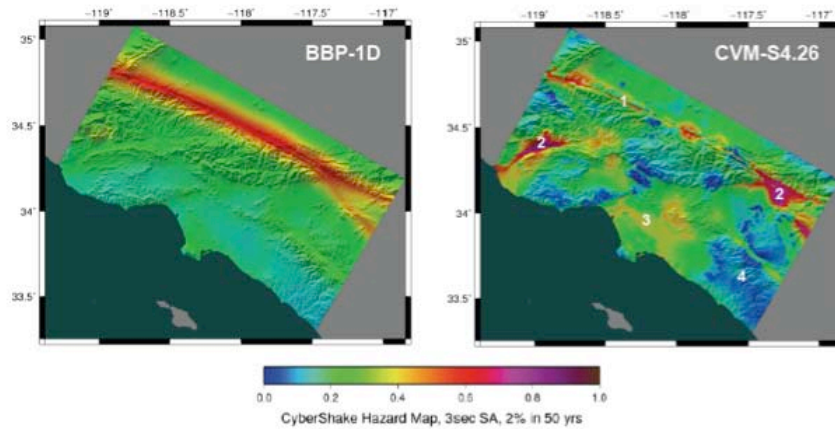 -119˚ -118.5˚ -118˚ -117.5˚ -117˚
35˚
34.5˚
34˚
33.5˚
BBP-1D
-119˚ -118.5˚ -118˚ -117.5˚ -117˚
35˚
34.5˚
34˚
33.5˚
CVM-S4.26
1
2
2
3
4
0.0 0.2 0.4 0.6 0.8 1.0
CyberShake Hazard Map, 3sec SA, 2% in 50 yrs